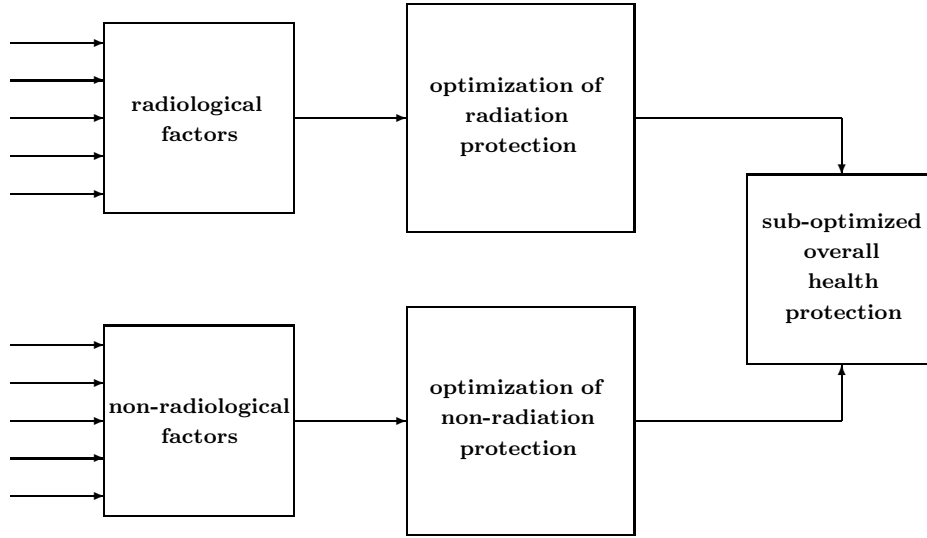 radiological
factors
optimization of
radiation
protection
sub-optimized
overall
health
protection
non-radiological
factors
optimization of
non-radiation
protection